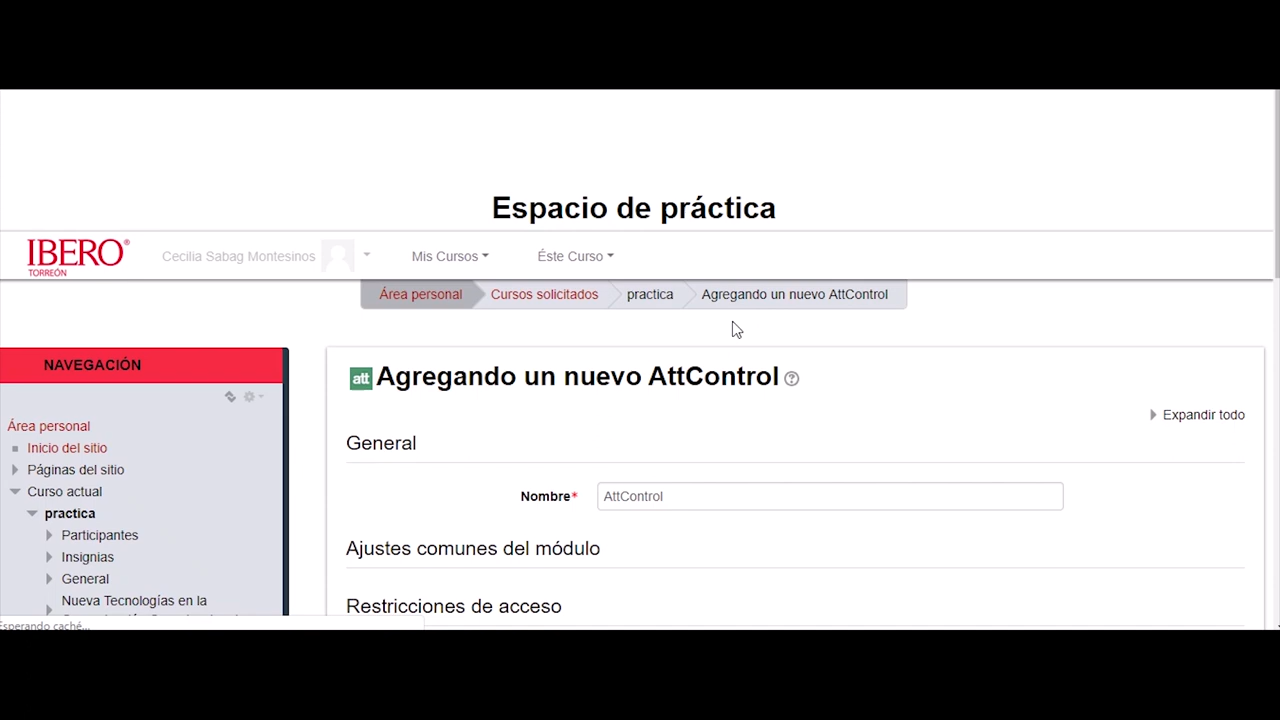 Espacio de práctica
IBERO®
TORREÓN
Cecilia Sabag Montesinos
Mis Cursos
Éste Curso
Área personal
Cursos solicitados
practica
Agregando un nuevo AttControl
NAVEGACIÓN
Área personal
Inicio del sitio
Páginas del sitio
Curso actual
practica
Participantes
Insignias
General
Nueva Tecnologías en la
Esperando caché...
att Agregando un nuevo AttControl
Expandir todo
General
Nombre*
AttControl
Ajustes comunes del módulo
Restricciones de acceso